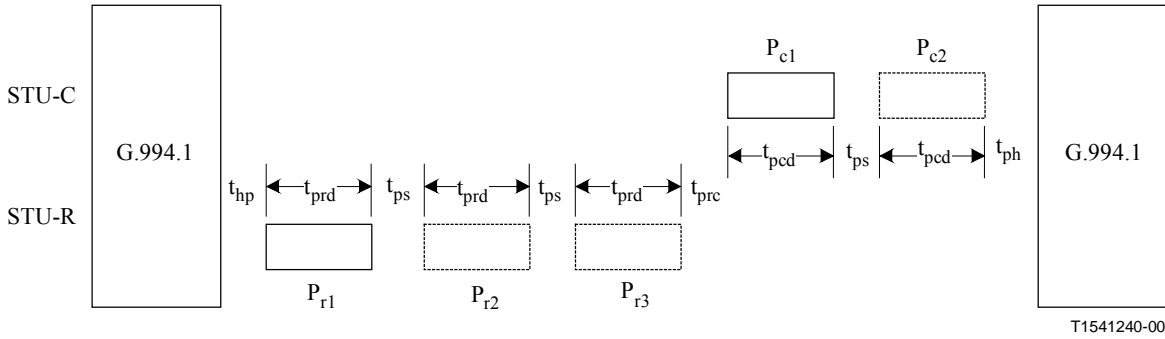 P_c1 P_c2
STU-C
G.994.1 t_pcd t_ps t_pcd t_ph G.994.1
t_hp t_prd t_ps t_prd t_ps t_prd t_prc
STU-R
P_r1 P_r2 P_r3
T1541240-00